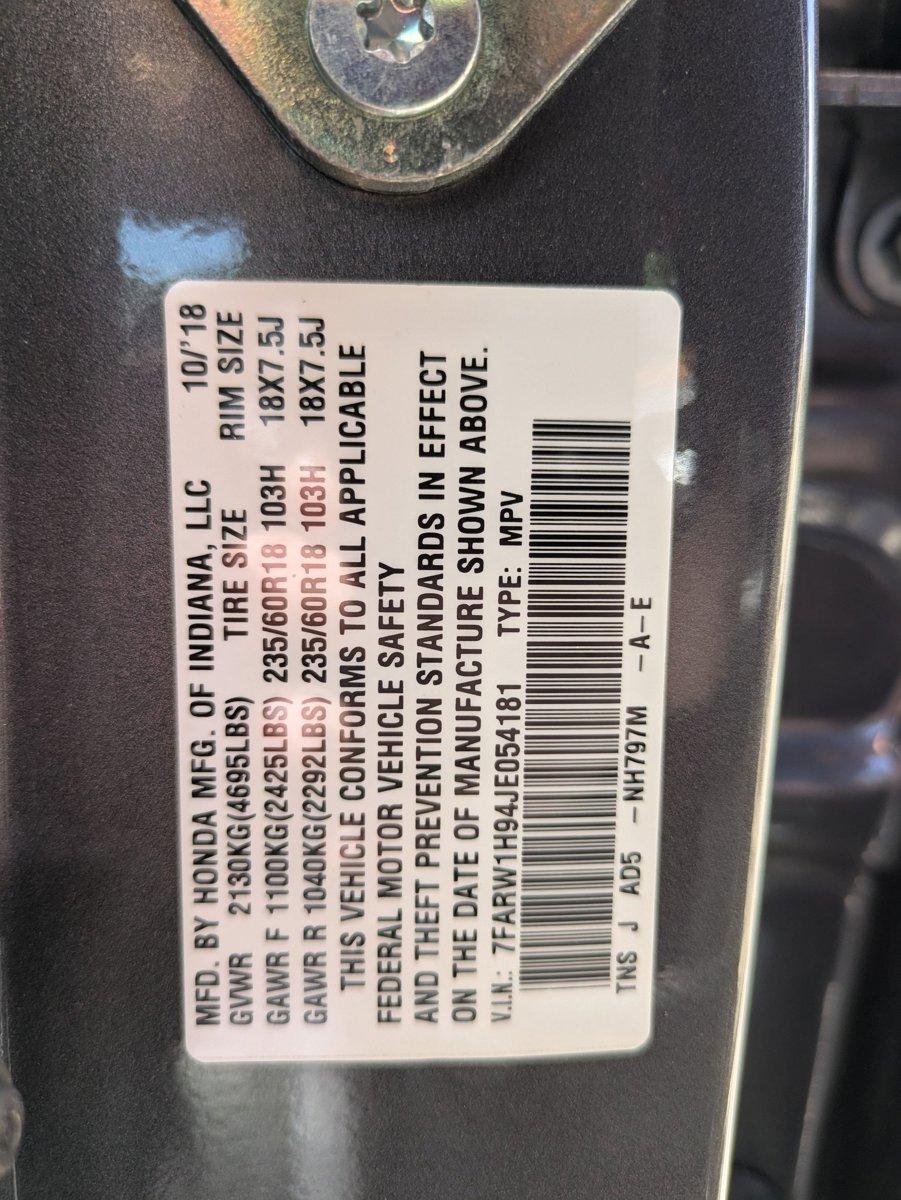 MFD. BY HONDA MFG. OF INDIANA, LLC 10/'18
GVWR 2130KG(4695LBS) TIRE SIZE RIM SIZE
GAWR F 1100KG(2425LBS) 235/60R18 103H 18X7.5J
GAWR R 1040KG(2292LBS) 235/60R18 103H 18X7.5J
THIS VEHICLE CONFORMS TO ALL APPLICABLE
FEDERAL MOTOR VEHICLE SAFETY
AND THEFT PREVENTION STANDARDS IN EFFECT
ON THE DATE OF MANUFACTURE SHOWN ABOVE.
V.I.N.: 7FARW1H94JE054181 TYPE: MPV
TNS J AD5 -NH797M -A-E